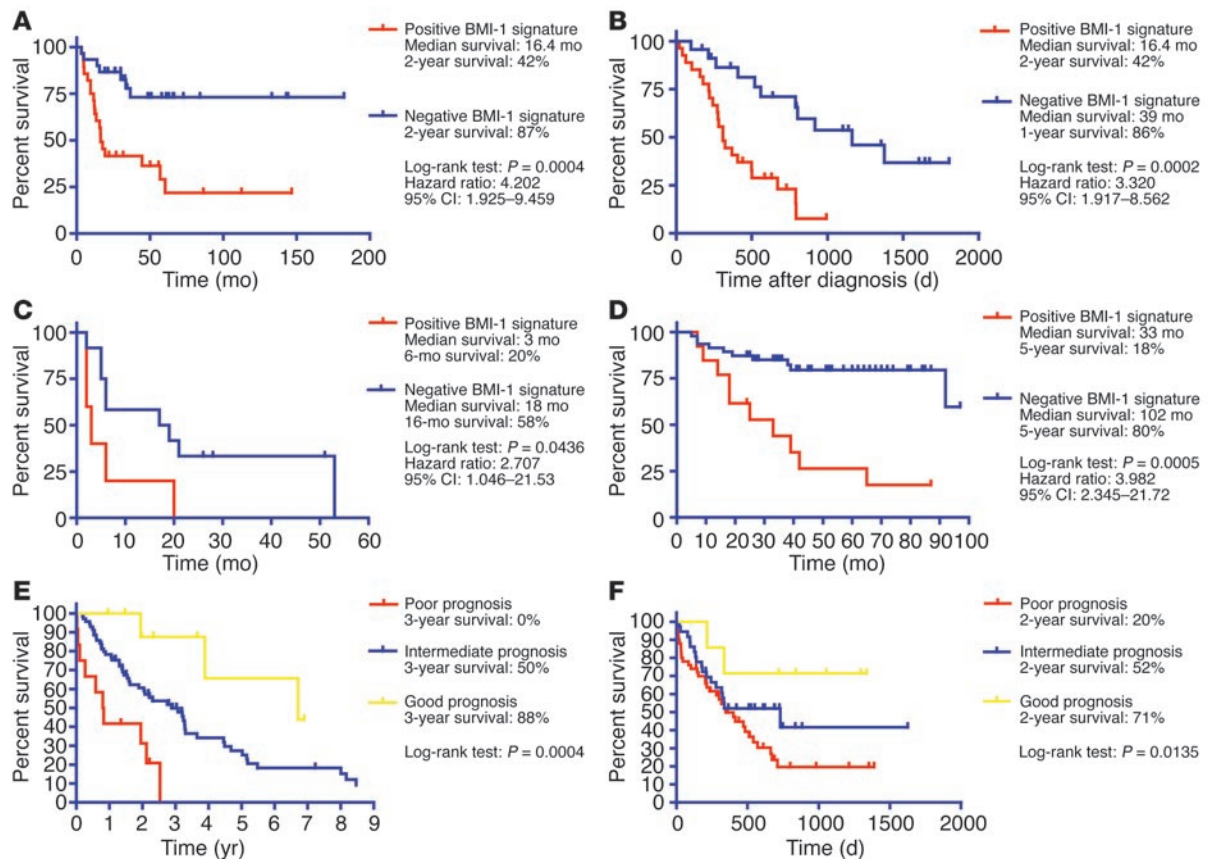 A
Percent survival
100
75
50
25
0
0 50 100 150 200
Time (mo)
Positive BMI-1 signature
Median survival: 16.4 mo
2-year survival: 42%
Negative BMI-1 signature
2-year survival: 87%
Log-rank test: P = 0.0004
Hazard ratio: 4.202
95% CI: 1.925–9.459
B
Percent survival
100
75
50
25
0
0 500 1000 1500 2000
Time after diagnosis (d)
Positive BMI-1 signature
Median survival: 16.4 mo
2-year survival: 42%
Negative BMI-1 signature
Median survival: 39 mo
1-year survival: 86%
Log-rank test: P = 0.0002
Hazard ratio: 3.320
95% CI: 1.917–8.562
C
Percent survival
100
75
50
25
0
0 10 20 30 40 50 60
Time (mo)
Positive BMI-1 signature
Median survival: 3 mo
6-mo survival: 20%
Negative BMI-1 signature
Median survival: 18 mo
16-mo survival: 58%
Log-rank test: P = 0.0436
Hazard ratio: 2.707
95% CI: 1.046–21.53
D
Percent survival
100
75
50
25
0
0 10 20 30 40 50 60 70 80 90 100
Time (mo)
Positive BMI-1 signature
Median survival: 33 mo
5-year survival: 18%
Negative BMI-1 signature
Median survival: 102 mo
5-year survival: 80%
Log-rank test: P = 0.0005
Hazard ratio: 3.982
95% CI: 2.345–21.72
E
Percent survival
100
90
80
70
60
50
40
30
20
10
0
0 1 2 3 4 5 6 7 8 9
Time (yr)
Poor prognosis
3-year survival: 0%
Intermediate prognosis
3-year survival: 50%
Good prognosis
3-year survival: 88%
Log-rank test: P = 0.0004
F
Percent survival
100
90
80
70
60
50
40
30
20
10
0
0 500 1000 1500 2000
Time (d)
Poor prognosis
2-year survival: 20%
Intermediate prognosis
2-year survival: 52%
Good prognosis
2-year survival: 71%
Log-rank test: P = 0.0135